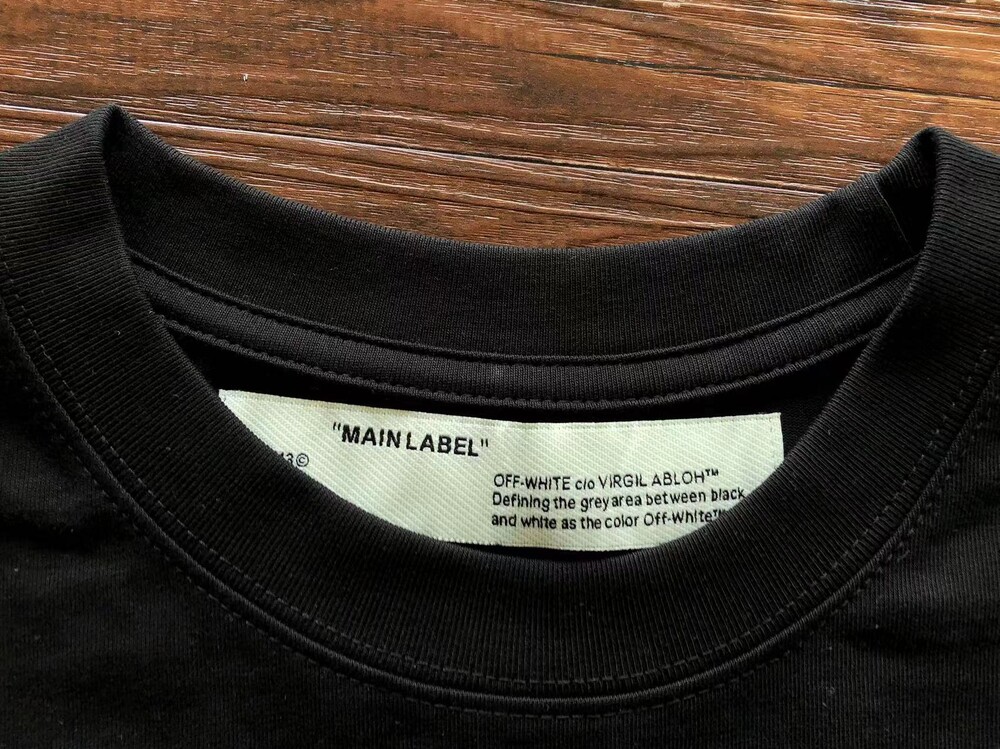 "MAIN LABEL"
13©
OFF-WHITE c/o VIRGIL ABLOH™
Defining the grey area between black
and white as the color Off-White™